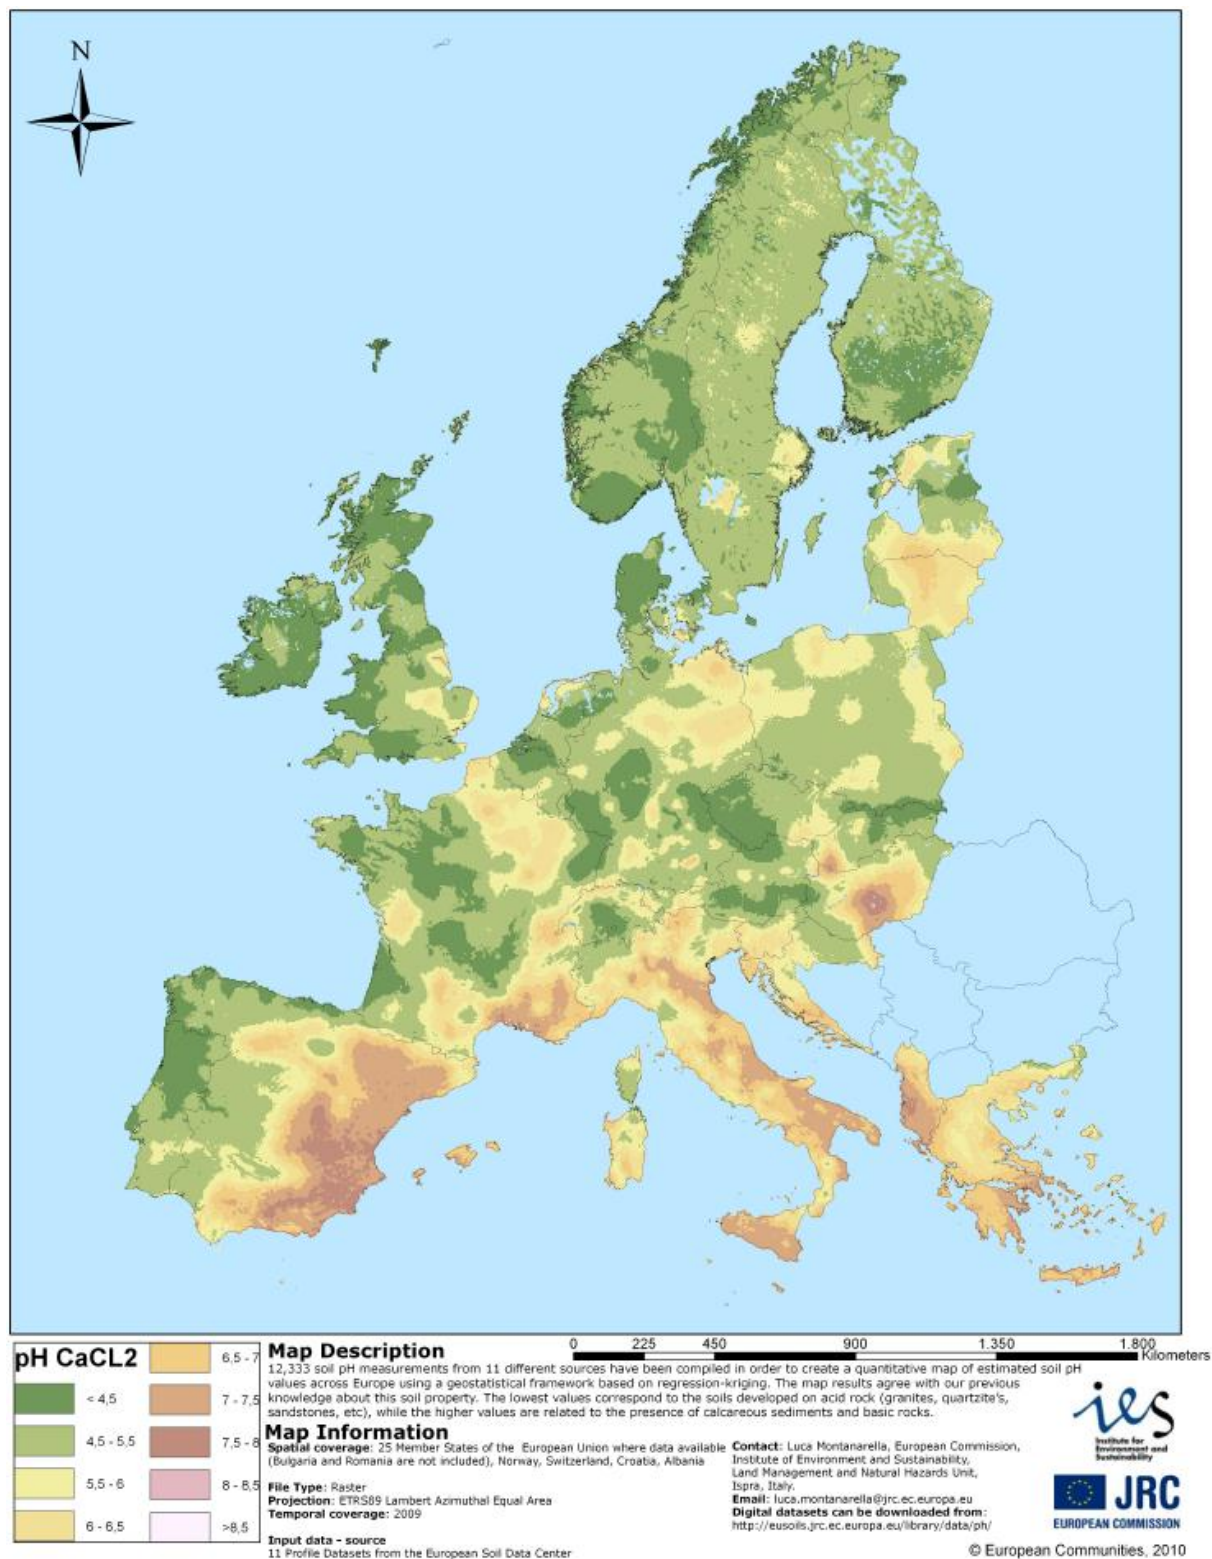 N
pH CaCL2
< 4,5
4,5 - 5,5
5,5 - 6
6 - 6,5
6,5 - 7
7 - 7,5
7,5 - 8
8 - 8,5
>8,5
0 225 450 900 1.350 1.800
Kilometers
Map Description
12,333 soil pH measurements from 11 different sources have been compiled in order to create a quantitative map of estimated soil pH
values across Europe using a geostatistical framework based on regression-kriging. The map results agree with our previous
knowledge about this soil property. The lowest values correspond to the soils developed on acid rock (granites, quartzite's,
sandstones, etc), while the higher values are related to the presence of calcareous sediments and basic rocks.
Map Information
Spatial coverage: 25 Member States of the European Union where data available
(Bulgaria and Romania are not included), Norway, Switzerland, Croatia, Albania
File Type: Raster
Projection: ETRS89 Lambert Azimuthal Equal Area
Temporal coverage: 2009
Input data - source
11 Profile Datasets from the European Soil Data Center
Contact: Luca Montanarella, European Commission,
Institute of Environment and Sustainability,
Land Management and Natural Hazards Unit,
Ispra, Italy.
Email: luca.montanarella@jrc.ec.europa.eu
Digital datasets can be downloaded from:
http://eusoils.jrc.ec.europa.eu/library/data/ph/
ies
Institute for
Environment and
Sustainability
JRC
EUROPEAN COMMISSION
© European Communities, 2010